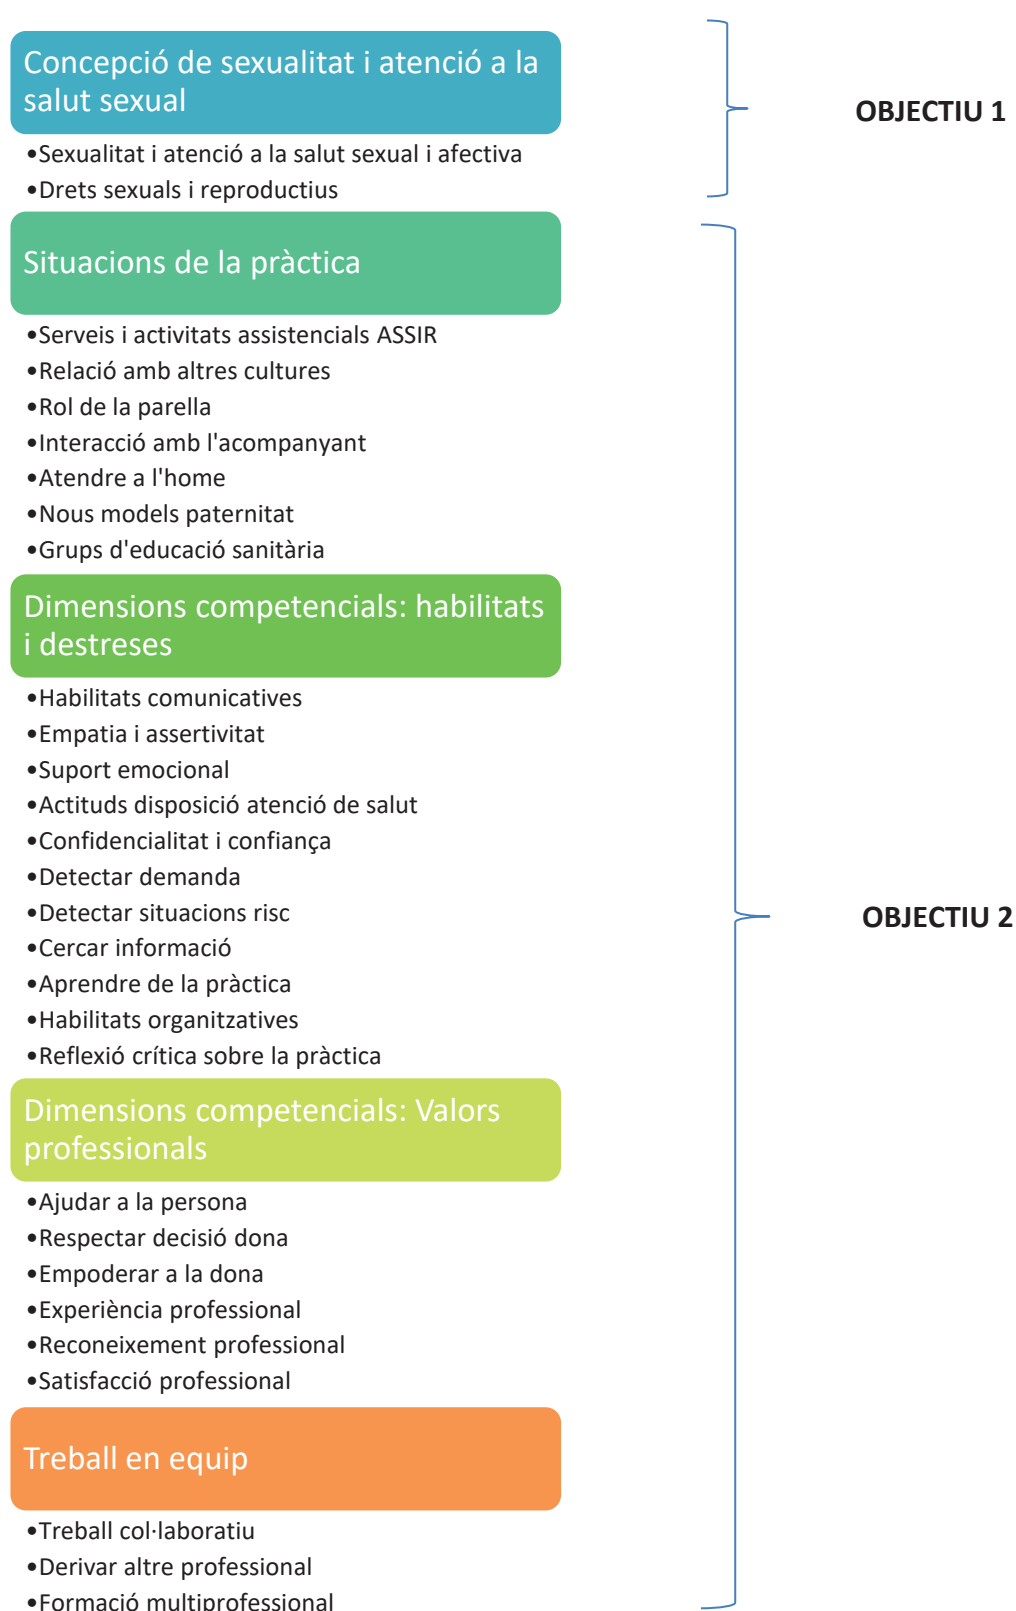 Concepció de sexualitat i atenció a la
salut sexual
•Sexualitat i atenció a la salut sexual i afectiva
•Drets sexuals i reproductius
OBJECTIU 1
Situacions de la pràctica
•Serveis i activitats assistencials ASSIR
•Relació amb altres cultures
•Rol de la parella
•Interacció amb l'acompanyant
•Atendre a l'home
•Nous models paternitat
•Grups d'educació sanitària
Dimensions competencials: habilitats
i destreses
•Habilitats comunicatives
•Empatia i assertivitat
•Suport emocional
•Actituds disposició atenció de salut
•Confidencialitat i confiança
•Detectar demanda
•Detectar situacions risc
•Cercar informació
•Aprendre de la pràctica
•Habilitats organitzatives
•Reflexió crítica sobre la pràctica
Dimensions competencials: Valors
professionals
•Ajudar a la persona
•Respectar decisió dona
•Empoderar a la dona
•Experiència professional
•Reconeixement professional
•Satisfacció professional
Treball en equip
•Treball col·laboratiu
•Derivar altre professional
•Formació multiprofessional
OBJECTIU 2